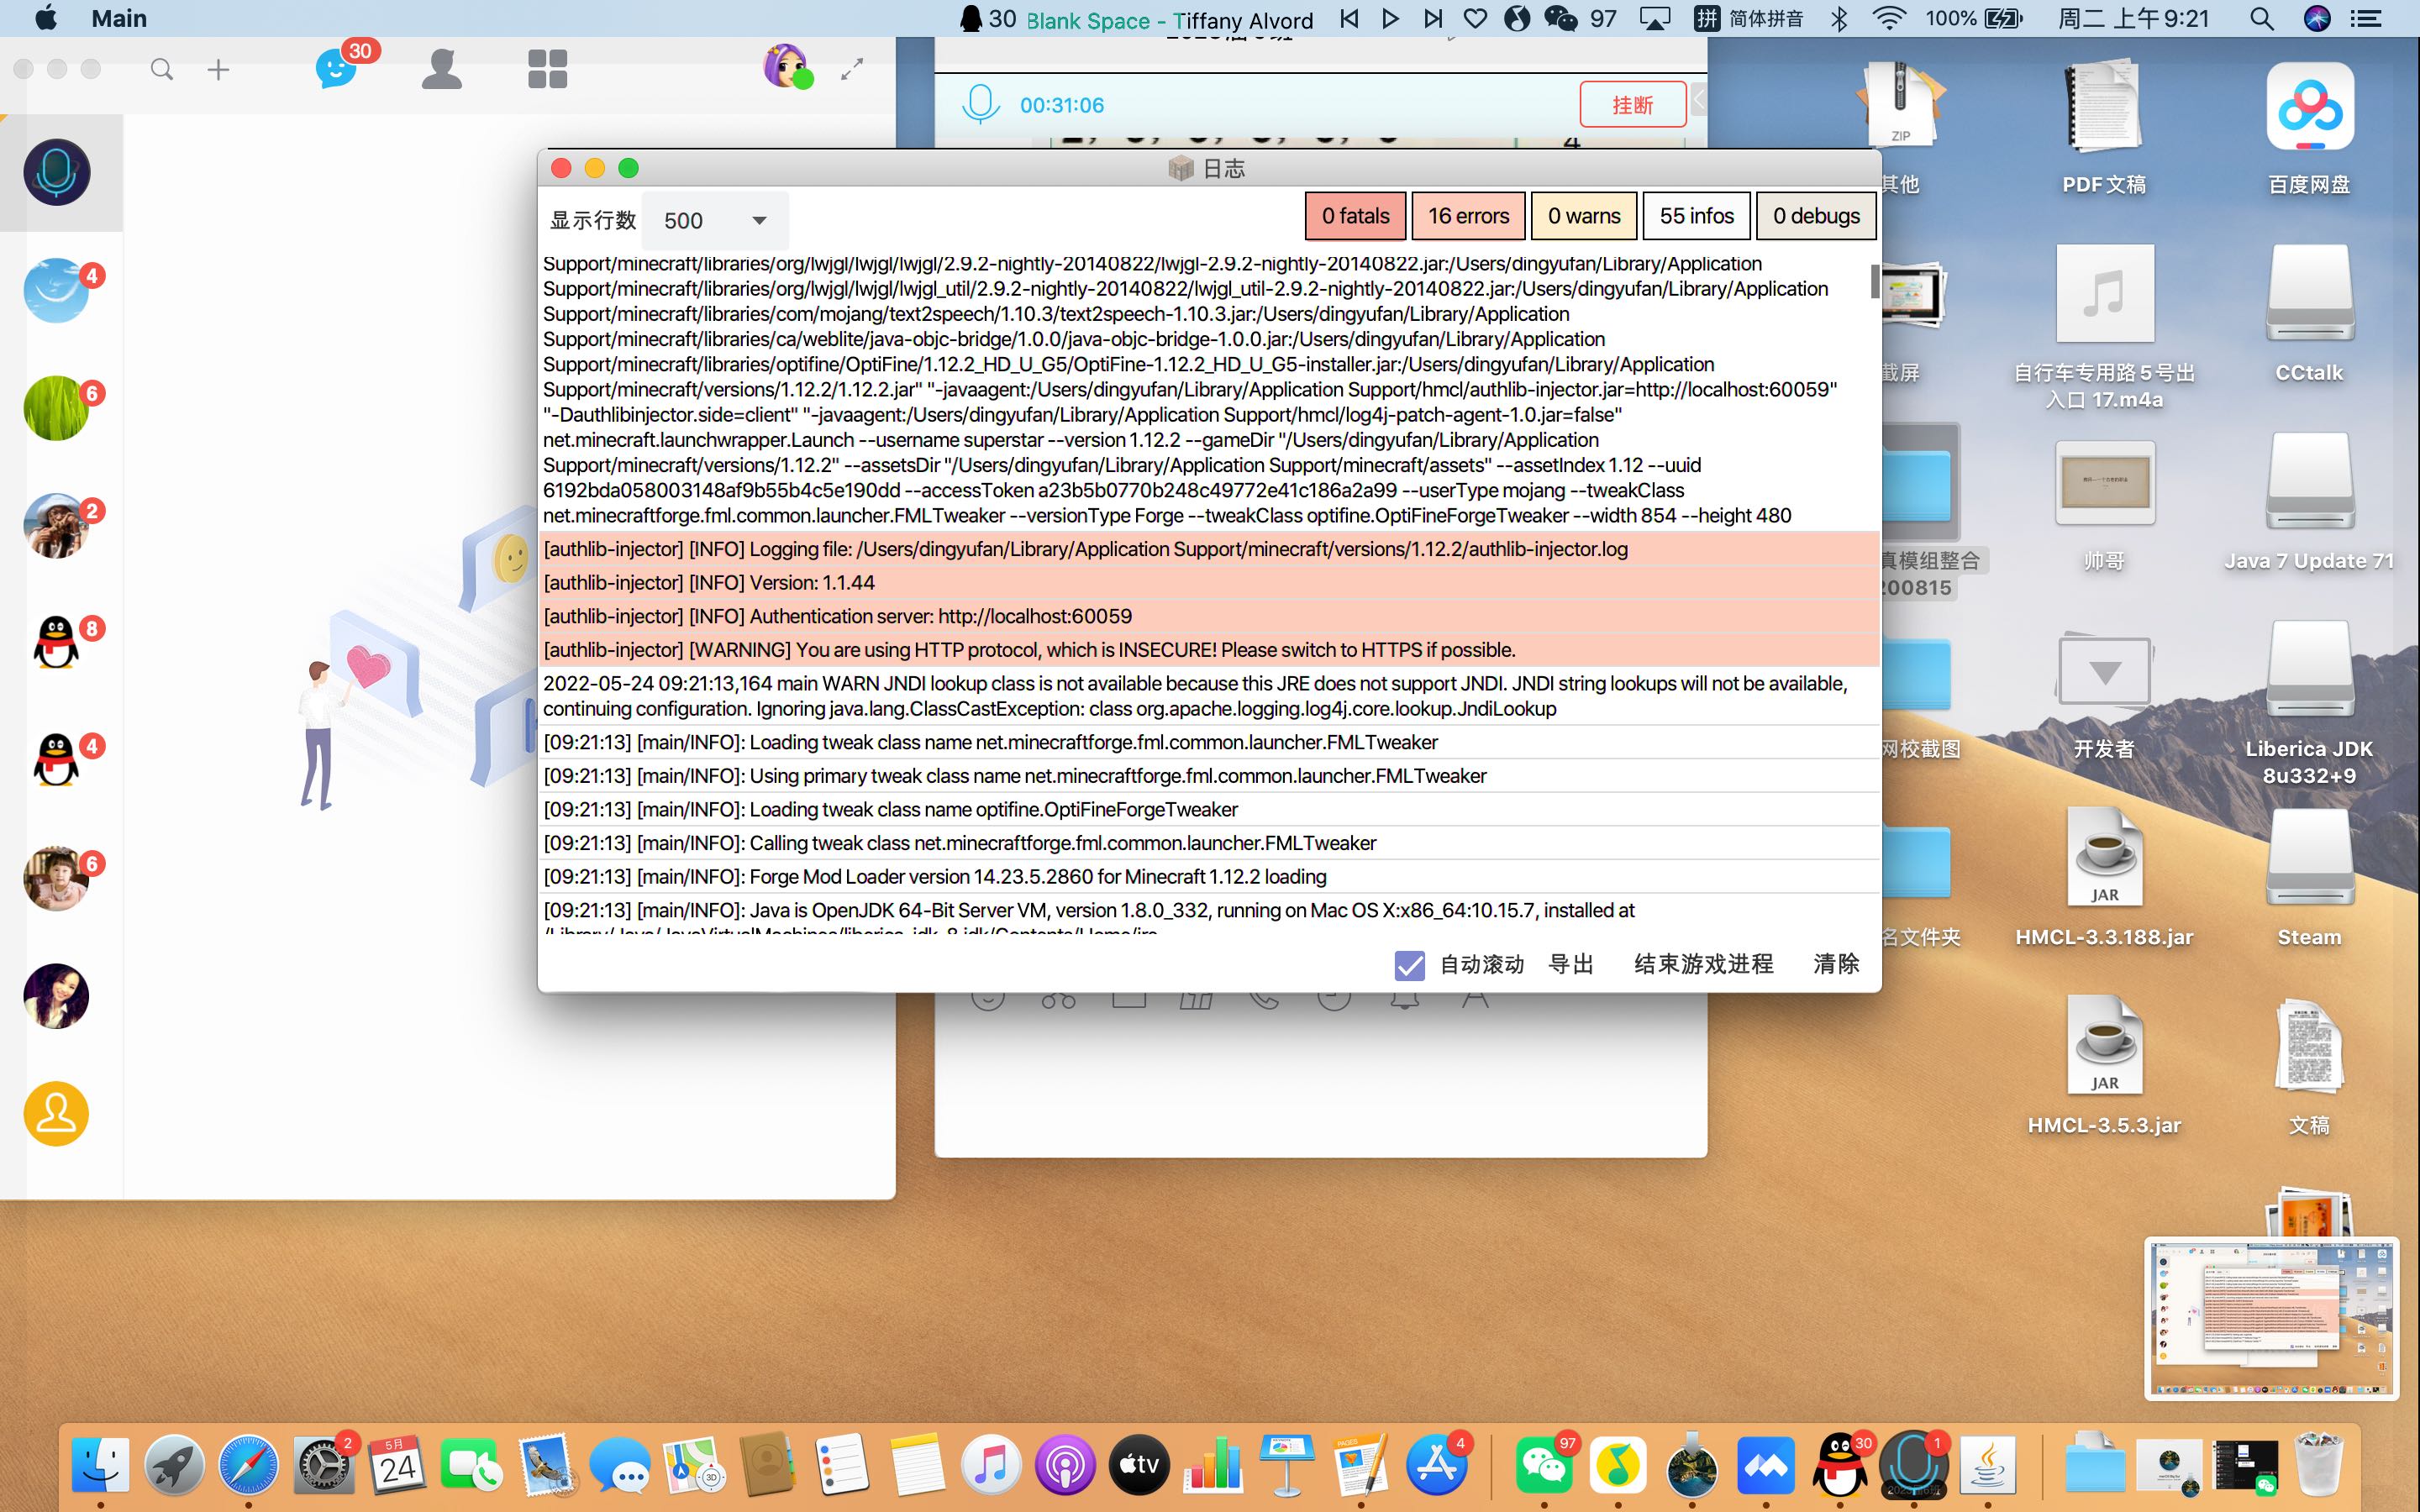 Main
30
Blank Space - Tiffany Alvord
97
拼 简体拼音
100%
周二 上午 9:21
30
00:31:06
挂断
日志
显示行数 500
0 fatals
16 errors
0 warns
55 infos
0 debugs
Support/minecraft/libraries/org/lwjgl/lwjgl/lwjgl/2.9.2-nightly-20140822/lwjgl-2.9.2-nightly-20140822.jar:/Users/dingyufan/Library/Application
Support/minecraft/libraries/org/lwjgl/lwjgl/lwjgl_util/2.9.2-nightly-20140822/lwjgl_util-2.9.2-nightly-20140822.jar:/Users/dingyufan/Library/Application
Support/minecraft/libraries/com/mojang/text2speech/1.10.3/text2speech-1.10.3.jar:/Users/dingyufan/Library/Application
Support/minecraft/libraries/ca/weblite/java-objc-bridge/1.0.0/java-objc-bridge-1.0.0.jar:/Users/dingyufan/Library/Application
Support/minecraft/libraries/optifine/OptiFine/1.12.2_HD_U_G5/OptiFine-1.12.2_HD_U_G5-installer.jar:/Users/dingyufan/Library/Application
Support/minecraft/versions/1.12.2/1.12.2.jar" "-javaagent:/Users/dingyufan/Library/Application Support/hmcl/authlib-injector.jar=http://localhost:60059"
"-Dauthlibinjector.side=client" "-javaagent:/Users/dingyufan/Library/Application Support/hmcl/log4j-patch-agent-1.0.jar=false"
net.minecraft.launchwrapper.Launch --username superstar --version 1.12.2 --gameDir "/Users/dingyufan/Library/Application
Support/minecraft/versions/1.12.2" --assetsDir "/Users/dingyufan/Library/Application Support/minecraft/assets" --assetIndex 1.12 --uuid
6192bda058003148af9b55b4c5e190dd --accessToken a23b5b0770b248c49772e41c186a2a99 --userType mojang --tweakClass
net.minecraftforge.fml.common.launcher.FMLTweaker --versionType Forge --tweakClass optifine.OptiFineForgeTweaker --width 854 --height 480
[authlib-injector] [INFO] Logging file: /Users/dingyufan/Library/Application Support/minecraft/versions/1.12.2/authlib-injector.log
[authlib-injector] [INFO] Version: 1.1.44
[authlib-injector] [INFO] Authentication server: http://localhost:60059
[authlib-injector] [WARNING] You are using HTTP protocol, which is INSECURE! Please switch to HTTPS if possible.
2022-05-24 09:21:13,164 main WARN JNDI lookup class is not available because this JRE does not support JNDI. JNDI string lookups will not be available,
continuing configuration. Ignoring java.lang.ClassCastException: class org.apache.logging.log4j.core.lookup.JndiLookup
[09:21:13] [main/INFO]: Loading tweak class name net.minecraftforge.fml.common.launcher.FMLTweaker
[09:21:13] [main/INFO]: Using primary tweak class name net.minecraftforge.fml.common.launcher.FMLTweaker
[09:21:13] [main/INFO]: Loading tweak class name optifine.OptiFineForgeTweaker
[09:21:13] [main/INFO]: Calling tweak class net.minecraftforge.fml.common.launcher.FMLTweaker
[09:21:13] [main/INFO]: Forge Mod Loader version 14.23.5.2860 for Minecraft 1.12.2 loading
[09:21:13] [main/INFO]: Java is OpenJDK 64-Bit Server VM, version 1.8.0_332, running on Mac OS X:x86_64:10.15.7, installed at
自动滚动
导出
结束游戏进程
清除
4
6
2
8
4
6
ZIP
其他
PDF 文稿
百度网盘
截屏
自行车专用路 5 号出
入口 17.m4a
CCtalk
真模组整合
200815
帅哥
Java 7 Update 71
网校截图
开发者
Liberica JDK
8u332+9
JAR
名文件夹
HMCL-3.3.188.jar
Steam
JAR
HMCL-3.5.3.jar
文稿
2
5月
24
3D
tv
PAGES
4
97
30
1